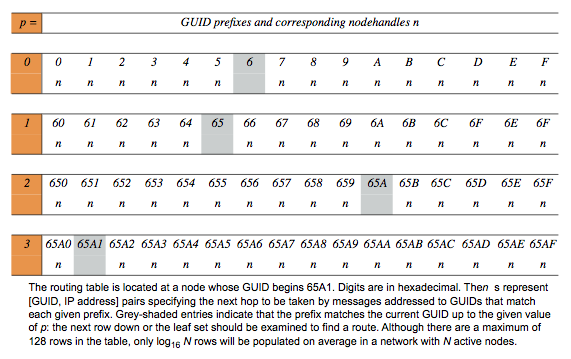 p = GUID prefixes and corresponding nodehandles n
0 0 1 2 3 4 5 6 7 8 9 A B C D E F
n n n n n n n n n n n n n n n
1 60 61 62 63 64 65 66 67 68 69 6A 6B 6C 6F 6E 6F
n n n n n n n n n n n n n n n
2 650 651 652 653 654 655 656 657 658 659 65A 65B 65C 65D 65E 65F
n n n n n n n n n n n n n n n
3 65A0 65A1 65A2 65A3 65A4 65A5 65A6 65A7 65A8 65A9 65AA 65AB 65AC 65AD 65AE 65AF
n n n n n n n n n n n n n n n
The routing table is located at a node whose GUID begins 65A1. Digits are in hexadecimal. Then s represent
[GUID, IP address] pairs specifying the next hop to be taken by messages addressed to GUIDs that match
each given prefix. Grey-shaded entries indicate that the prefix matches the current GUID up to the given value
of p: the next row down or the leaf set should be examined to find a route. Although there are a maximum of
128 rows in the table, only log16 N rows will be populated on average in a network with N active nodes.